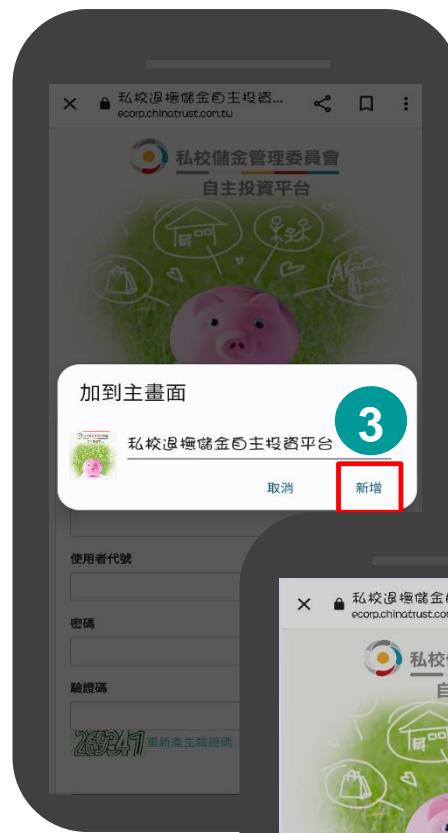 私校退撫儲金自主投資...
ecorp.chinatrust.com.tw
私校儲金管理委員會
自主投資平台
加到主畫面
3
私校退撫儲金自主投資平台
取消
新增
使用者代號
密碼
驗證碼
269347
重新產生驗證碼
私校退撫儲金
ecorp.chinatrust.co
私校